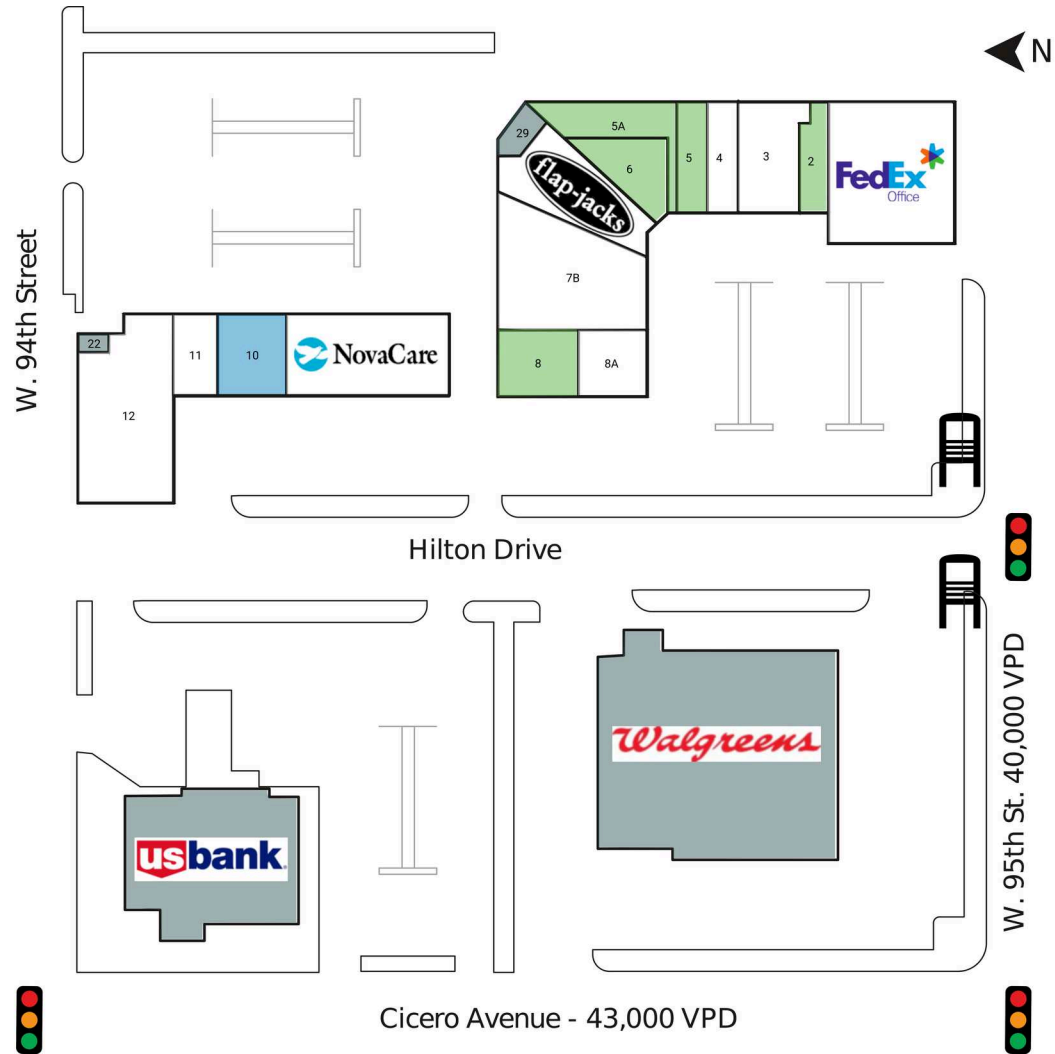 N
29
5A
6
5
4
3
2
FedEx
Office
flap-jacks
7B
8
8A
W. 94th Street
22
11
10
NovaCare
12
Hilton Drive
Walgreens
W. 95th St. 40,000 VPD
usbank
Cicero Avenue - 43,000 VPD